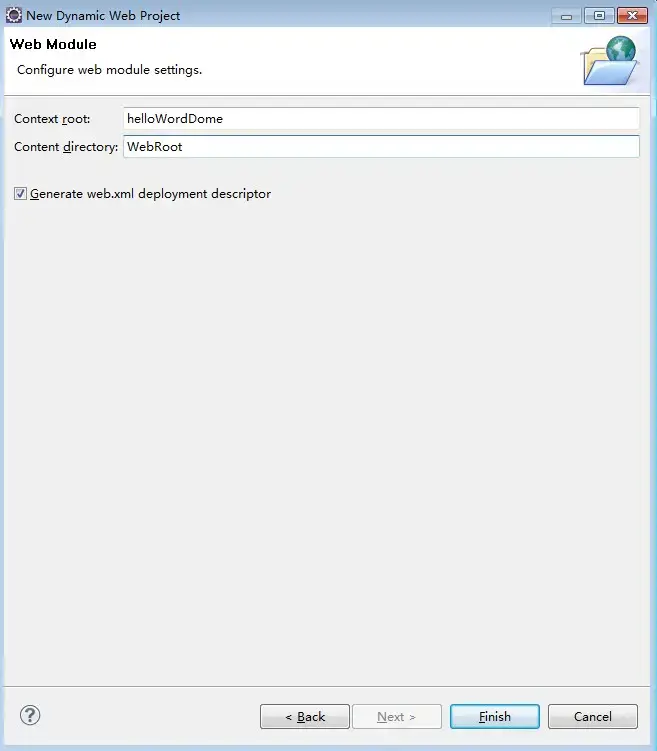 New Dynamic Web Project
Web Module
Configure web module settings.
Context root: helloWordDome
Content directory: WebRoot
Generate web.xml deployment descriptor
? < Back Next > Finish Cancel